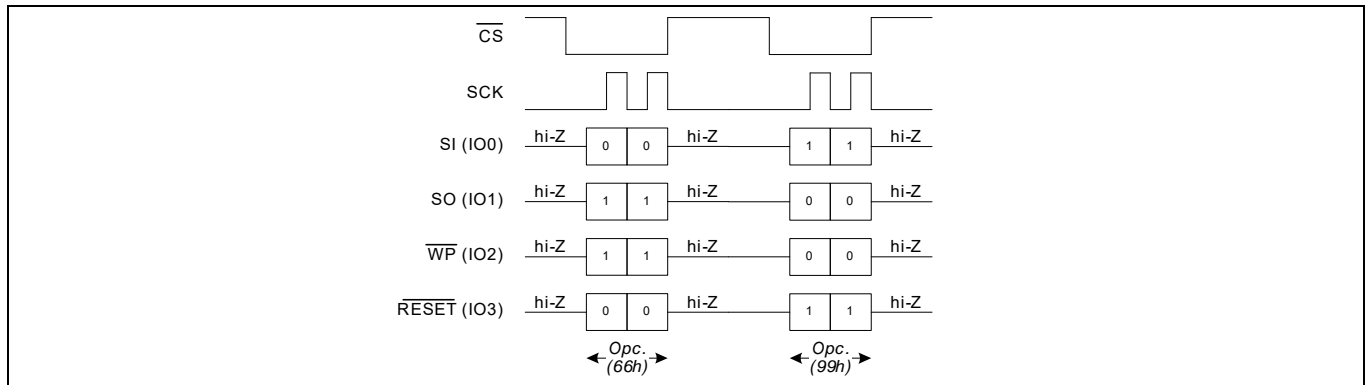 CS
SCK
SI (IO0) hi-Z 0 0 hi-Z 1 1 hi-Z
SO (IO1) hi-Z 1 1 hi-Z 0 0 hi-Z
WP (IO2) hi-Z 1 1 hi-Z 0 0 hi-Z
RESET (IO3) hi-Z 0 0 hi-Z 1 1 hi-Z
Opc. Opc.
(66h) (99h)